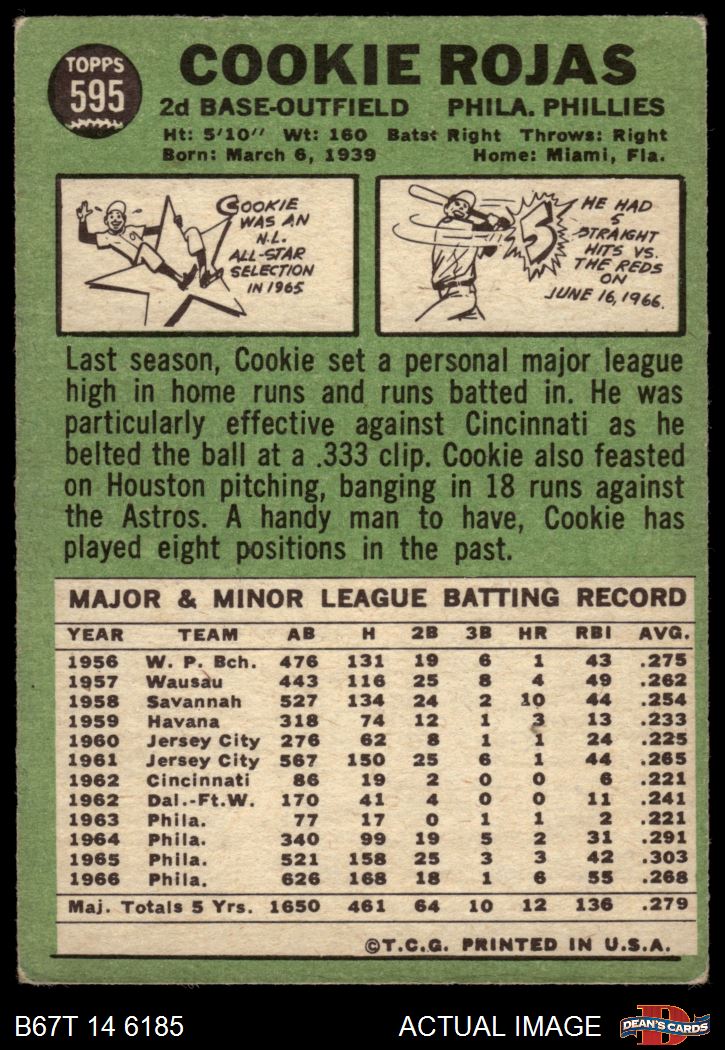 TOPPS
595
COOKIE ROJAS
2d BASE-OUTFIELD PHILA. PHILLIES
Ht: 5'10" Wt: 160 Bats: Right Throws: Right
Born: March 6, 1939 Home: Miami, Fla.
COOKIE
WAS AN
N.L.
ALL-STAR
SELECTION
IN 1965
5
HE HAD
5
STRAIGHT
HITS VS.
THE REDS
ON
JUNE 16, 1966.
Last season, Cookie set a personal major league
high in home runs and runs batted in. He was
particularly effective against Cincinnati as he
belted the ball at a .333 clip. Cookie also feasted
on Houston pitching, banging in 18 runs against
the Astros. A handy man to have, Cookie has
played eight positions in the past.
MAJOR & MINOR LEAGUE BATTING RECORD
YEAR TEAM AB H 2B 3B HR RBI AVG.
1956 W. P. Bch. 476 131 19 6 1 43 .275
1957 Wausau 443 116 25 8 4 49 .262
1958 Savannah 527 134 24 2 10 44 .254
1959 Havana 318 74 12 1 3 13 .233
1960 Jersey City 276 62 8 1 1 24 .225
1961 Jersey City 567 150 25 6 1 44 .265
1962 Cincinnati 86 19 2 0 0 6 .221
1962 Dal.-Ft.W. 170 41 4 0 0 11 .241
1963 Phila. 77 17 0 1 1 2 .221
1964 Phila. 340 99 19 5 2 31 .291
1965 Phila. 521 158 25 3 3 42 .303
1966 Phila. 626 168 18 1 6 55 .268
Maj. Totals 5 Yrs. 1650 461 64 10 12 136 .279
©T.C.G. PRINTED IN U.S.A.
B67T 14 6185 ACTUAL IMAGE
D
DEAN'S CARDS